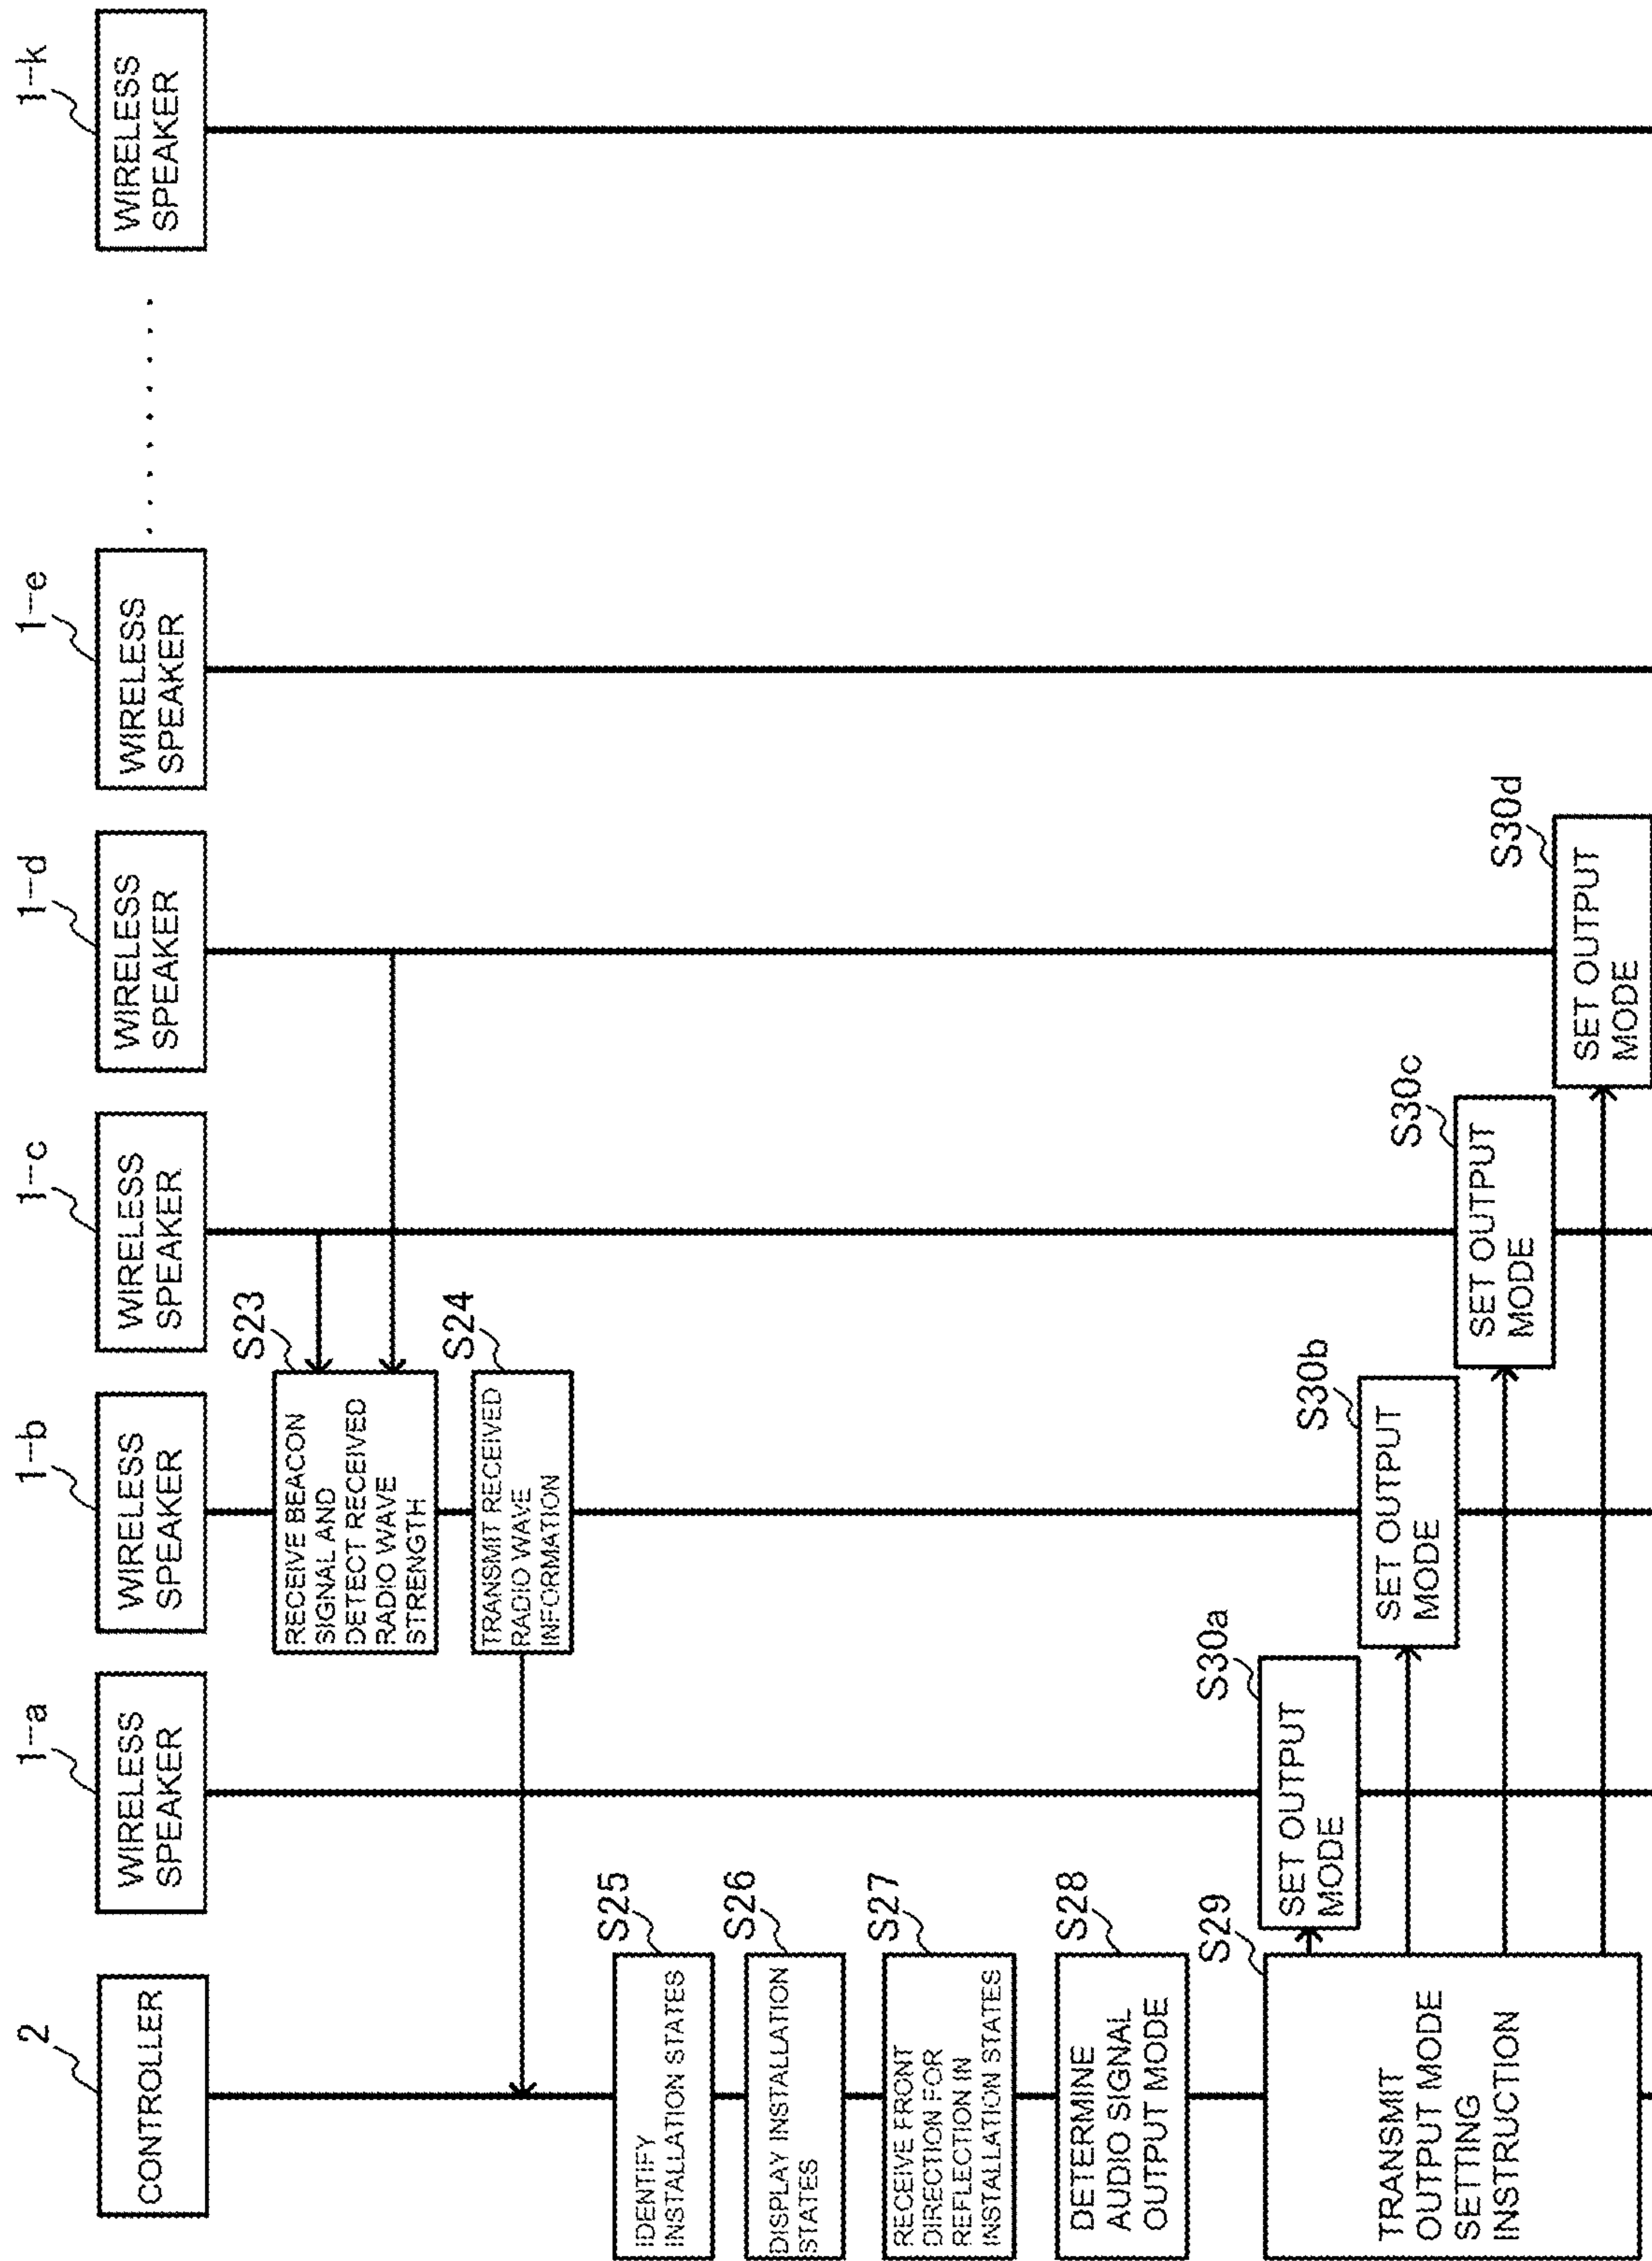 2
CONTROLLER
1-a
WIRELESS
SPEAKER
1-b
WIRELESS
SPEAKER
1-c
WIRELESS
SPEAKER
1-d
WIRELESS
SPEAKER
1-e
WIRELESS
SPEAKER
. . . . . . . . .
1-k
WIRELESS
SPEAKER
S23
RECEIVE BEACON
SIGNAL AND
DETECT RECEIVED
RADIO WAVE
STRENGTH
S24
TRANSMIT RECEIVED
RADIO WAVE
INFORMATION
S25
IDENTIFY
INSTALLATION STATES
S26
DISPLAY INSTALLATION
STATES
S27
RECEIVE FRONT
DIRECTION FOR
REFLECTION IN
INSTALLATION STATES
S28
DETERMINE
AUDIO SIGNAL
OUTPUT MODE
S29
TRANSMIT
OUTPUT MODE
SETTING
INSTRUCTION
S30a
SET OUTPUT
MODE
S30b
SET OUTPUT
MODE
S30c
SET OUTPUT
MODE
S30d
SET OUTPUT
MODE